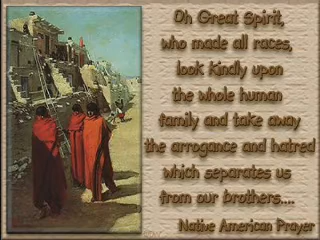 Oh Great Spirit,
who made all races,
look kindly upon
the whole human
family and take away
the arrogance and hatred
which separates us
from our brothers....
Native American Prayer